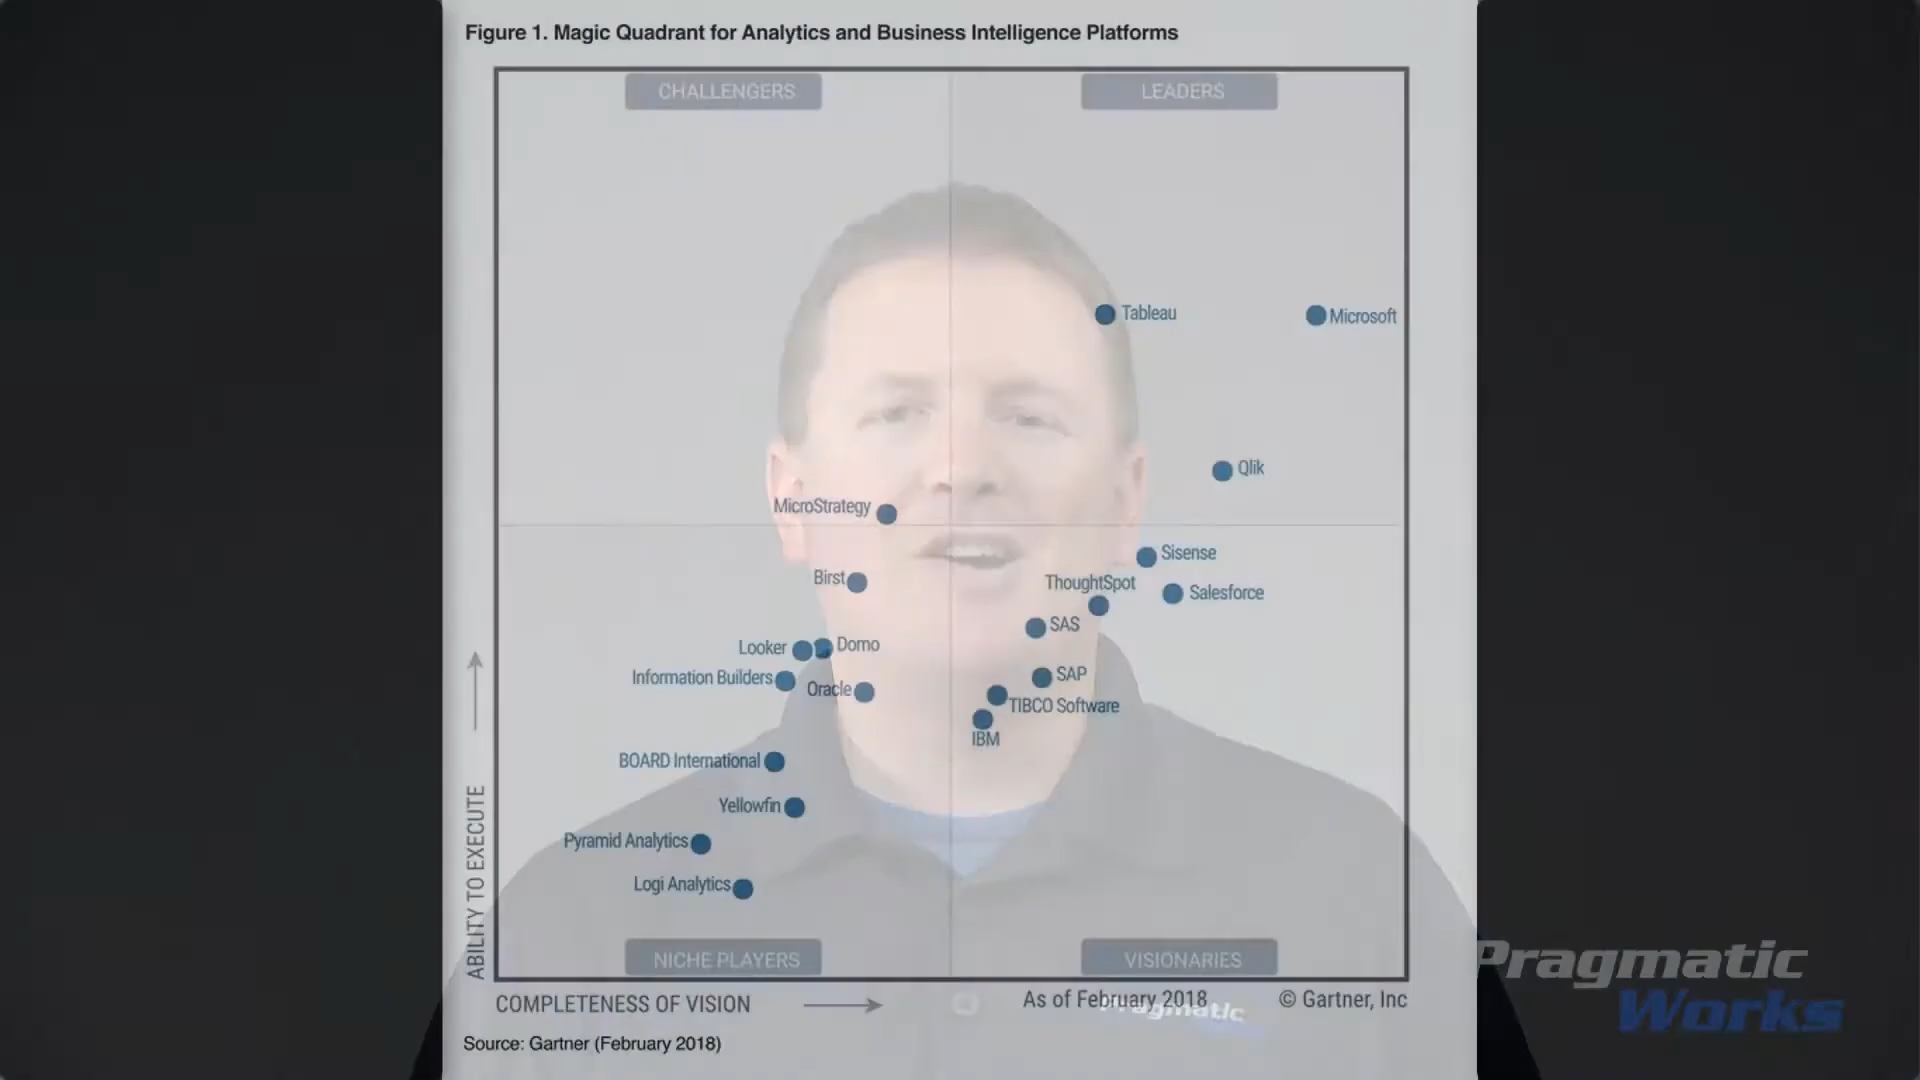 Figure 1. Magic Quadrant for Analytics and Business Intelligence Platforms
CHALLENGERS
LEADERS
Tableau
Microsoft
Qlik
MicroStrategy
Sisense
Birst
ThoughtSpot
Salesforce
SAS
Looker
Domo
Information Builders
Oracle
SAP
TIBCO Software
IBM
BOARD International
Yellowfin
Pyramid Analytics
Logi Analytics
ABILITY TO EXECUTE
NICHE PLAYERS
VISIONARIES
COMPLETENESS OF VISION
As of February 2018
© Gartner, Inc
Pragmatic
Source: Gartner (February 2018)
Pragmatic
Works